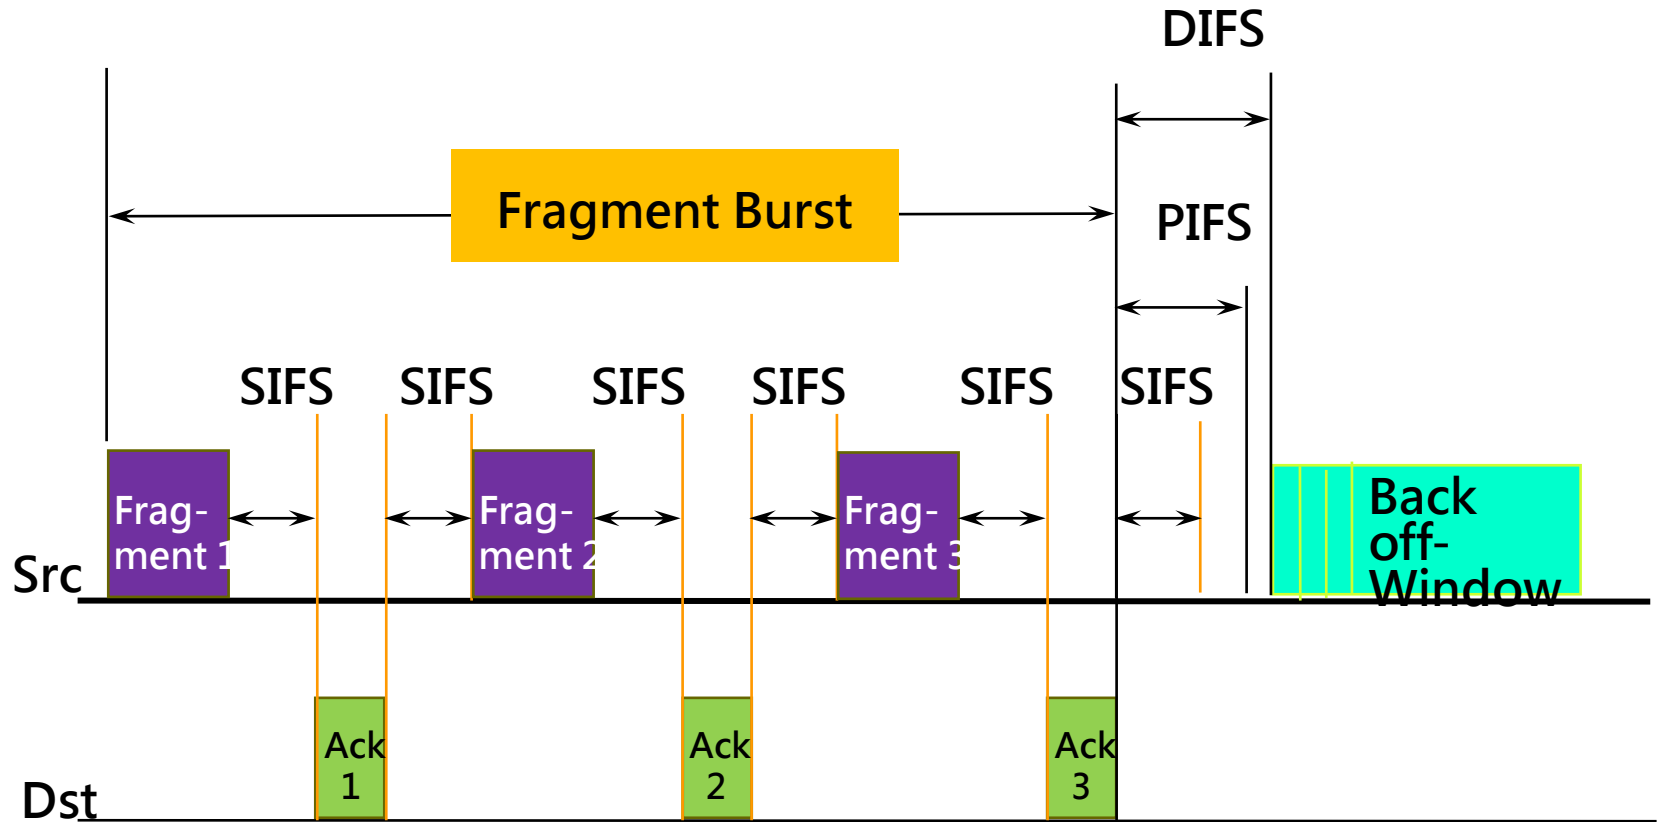 DIFS
Fragment Burst
PIFS
SIFS SIFS SIFS SIFS SIFS SIFS
Frag-
ment 1
Frag-
ment 2
Frag-
ment 3
Back
off-
Window
Src
Ack
1
Ack
2
Ack
3
Dst